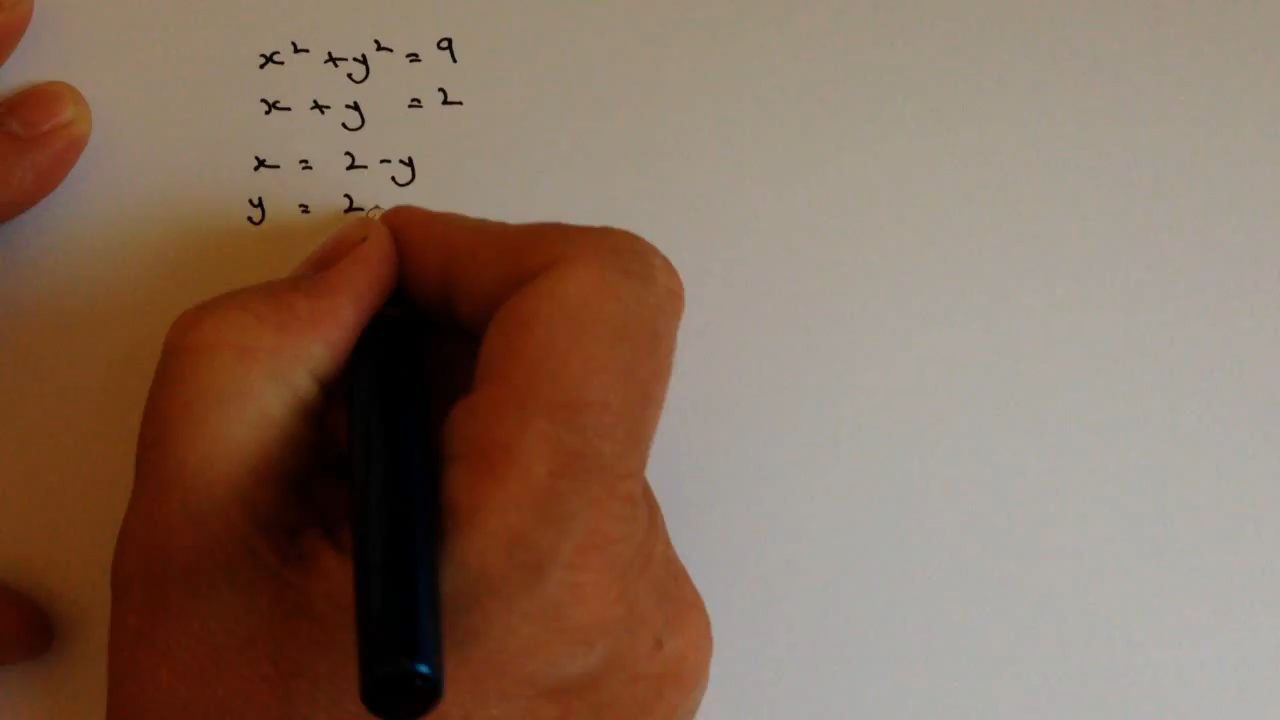 x² + y² = 9
x + y = 2
x = 2 - y
y = 2